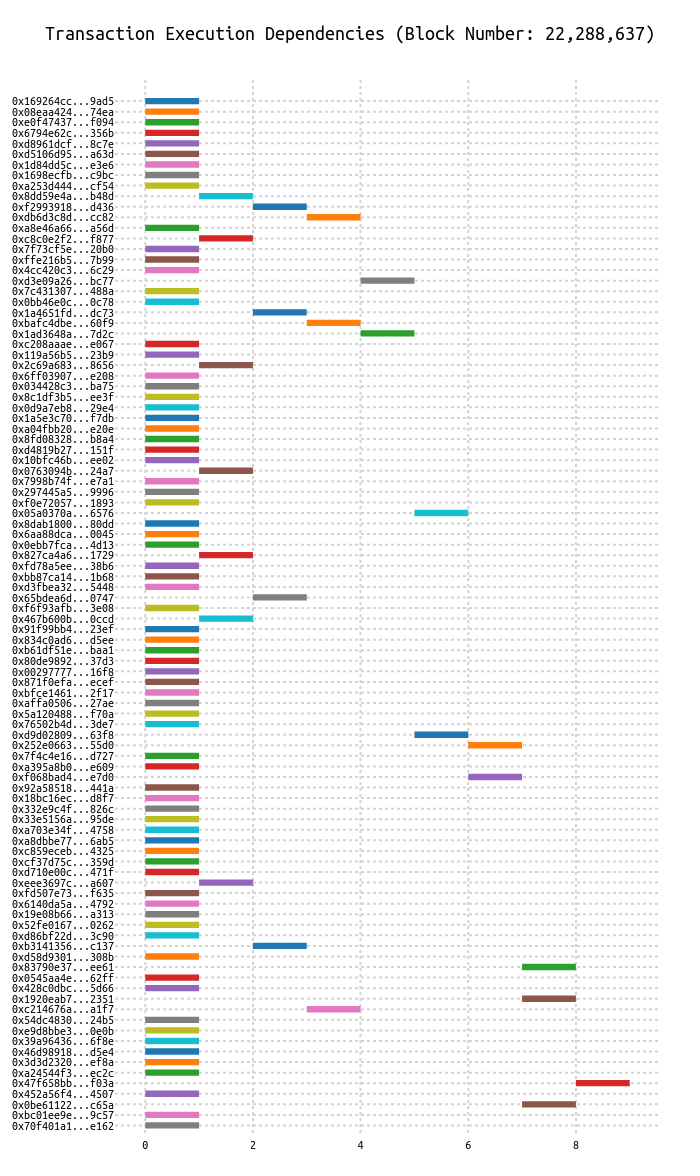 Transaction Execution Dependencies (Block Number: 22,288,637)
0x169264cc...9ad5
0x08eaa424...74ea
0xe0f47437...f094
0x6794e62c...356b
0xd8961dcf...8c7e
0xd5106d95...a63d
0x1d84dd5c...e3e6
0x1698ecfb...c9bc
0xa253d444...cf54
0x8dd59e4a...b48d
0xf2993918...d436
0xdb6d3c8d...cc82
0xa8e46a66...a56d
0xc8c0e2f2...f877
0x7f73cf5e...20b0
0xffe216b5...7b99
0x4cc420c3...6c29
0xd3e09a26...bc77
0x7c431307...488a
0x0bb46e0c...0c78
0x1a4651fd...dc73
0xbafc4dbe...60f9
0x1ad3648a...7d2c
0xc208aaae...e067
0x119a56b5...23b9
0x2c69a683...8656
0x6ff03907...e208
0x034428c3...ba75
0x8c1df3b5...ee3f
0x0d9a7eb8...29e4
0x1a5e3c70...f7db
0xa04fbb20...e20e
0x8fd08328...b8a4
0xd4819b27...151f
0x10bfc46b...ee02
0x0763094b...24a7
0x7998b74f...e7a1
0x297445a5...9996
0xf0e72057...1893
0x05a0370a...6576
0x8dab1800...80dd
0x6aa88dca...0045
0x0ebb7fca...4d13
0x827ca4a6...1729
0xfd78a5ee...38b6
0xbb87ca14...1b68
0xd3fbea32...5448
0x65bdea6d...0747
0xf6f93afb...3e08
0x467b600b...0ccd
0x91f99bb4...23ef
0x834c0ad6...d5ee
0xb61df51e...baa1
0x80de9892...37d3
0x00297777...16f8
0x871f0efa...ecef
0xbfce1461...2f17
0xaffa0506...27ae
0x5a120488...f70a
0x76502b4d...3de7
0xd9d02809...63f8
0x252e0663...55d0
0x7f4c4e16...d727
0xa395a8b0...e609
0xf068bad4...e7d0
0x92a58518...441a
0x18bc16ec...d8f7
0x332e9c4f...826c
0x33e5156a...95de
0xa703e34f...4758
0xa8dbbe77...6ab5
0xc859eceb...4325
0xcf37d75c...359d
0xd710e00c...471f
0xeee3697c...a607
0xfd507e73...f635
0x6140da5a...4792
0x19e08b66...a313
0x52fe0167...0262
0xd86bf22d...3c90
0xb3141356...c137
0xd58d9301...308b
0x83790e37...ee61
0x0545aa4e...62ff
0x428c0dbc...5d66
0x1920eab7...2351
0xc214676a...a1f7
0x54dc4830...24b5
0xe9d8bbe3...0e0b
0x39a96436...6f8e
0x46d98918...d5e4
0x3d3d2320...ef8a
0xa24544f3...ec2c
0x47f658bb...f03a
0x452a56f4...4507
0x0be61122...c65a
0xbc01ee9e...9c57
0x70f401a1...e162
0 2 4 6 8